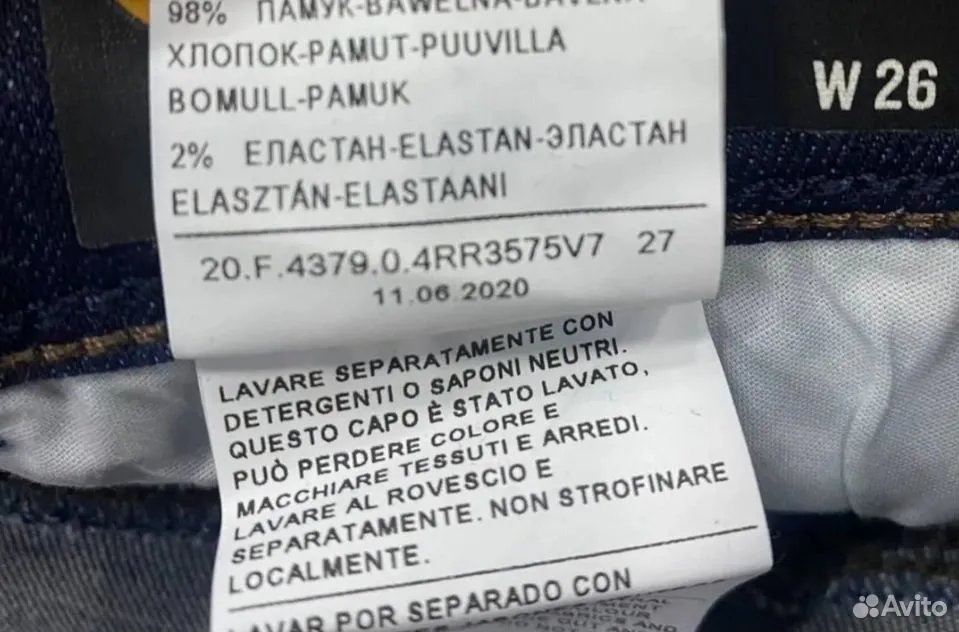 98% ПАМУК-BAWEŁNA-BAVLNA
ХЛОПОК-PAMUT-PUUVILLA
BOMULL-PAMUK
2% ЕЛАСТАН-ELASTAN-ЭЛАСТАН
ELASZTÁN-ELASTAANI
20.F.4379.0.4RR3575V7 27
11.06.2020
W 26
LAVARE SEPARATAMENTE CON
DETERGENTI O SAPONI NEUTRI.
QUESTO CAPO È STATO LAVATO,
PUÒ PERDERE COLORE E
MACCHIARE TESSUTI E ARREDI.
LAVARE AL ROVESCIO E
SEPARATAMENTE. NON STROFINARE
LOCALMENTE.
LAVAR POR SEPARADO CON
Avito